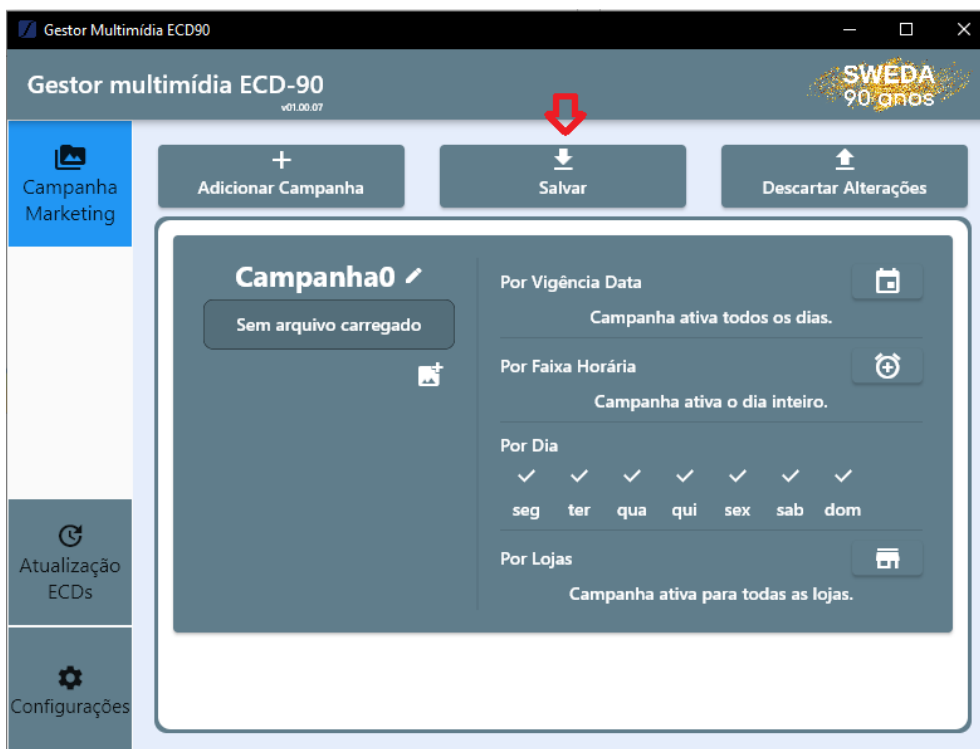 Gestor Multimídia ECD90
Gestor multimídia ECD-90
v01.00.07
SWEDA
90 anos
Campanha
Marketing
Adicionar Campanha
Salvar
Descartar Alterações
Campanha0
Sem arquivo carregado
Por Vigência Data
Campanha ativa todos os dias.
Por Faixa Horária
Campanha ativa o dia inteiro.
Por Dia
seg ter qua qui sex sab dom
Por Lojas
Campanha ativa para todas as lojas.
Atualização
ECDs
Configurações